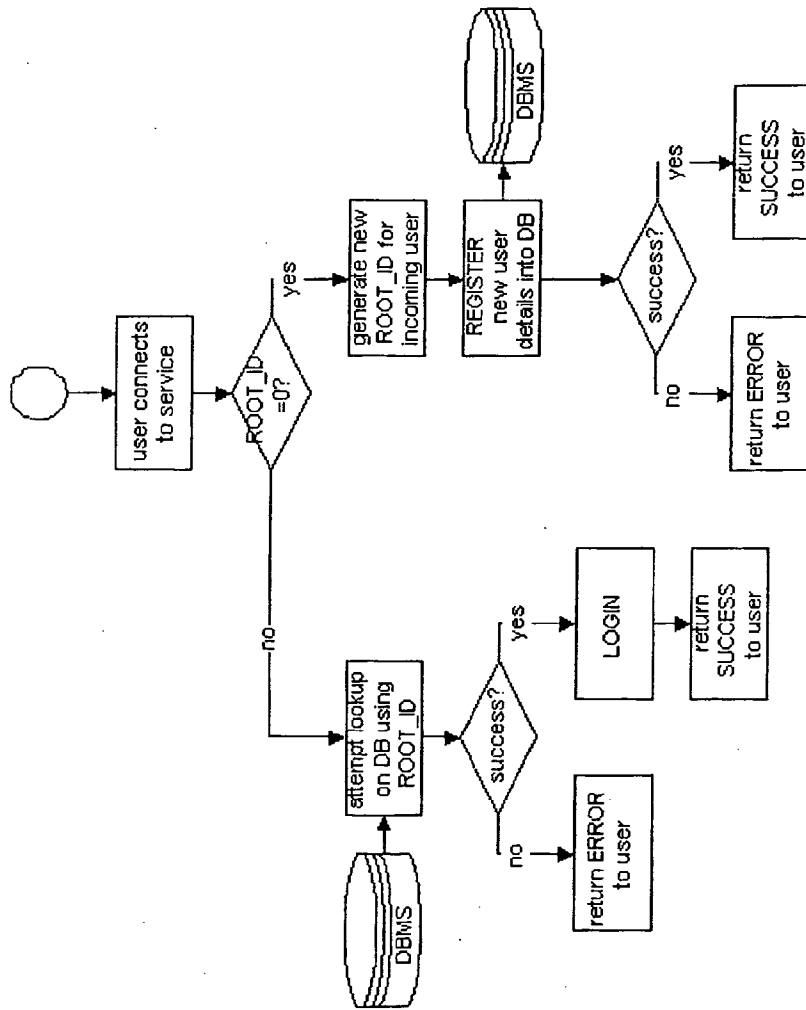 user connects
to service
ROOT_ID
=0?
no
yes
attempt lookup
on DB using
ROOT_ID
DBMS
success?
no
return ERROR
to user
yes
LOGIN
return
SUCCESS
to user
generate new
ROOT_ID for
incoming user
REGISTER
new user
details into DB
DBMS
success?
no
return ERROR
to user
yes
return
SUCCESS
to user